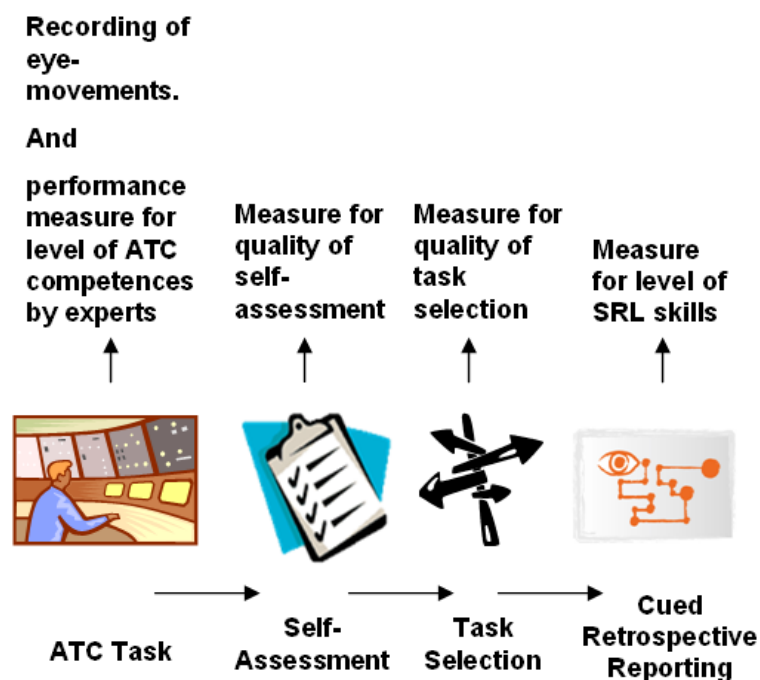 Recording of
eye-
movements.
And
performance
measure for
level of ATC
competences
by experts
Measure for
quality of
self-
assessment
Measure for
quality of
task
selection
Measure
for level of
SRL skills
ATC Task
Self-
Assessment
Task
Selection
Cued
Retrospective
Reporting